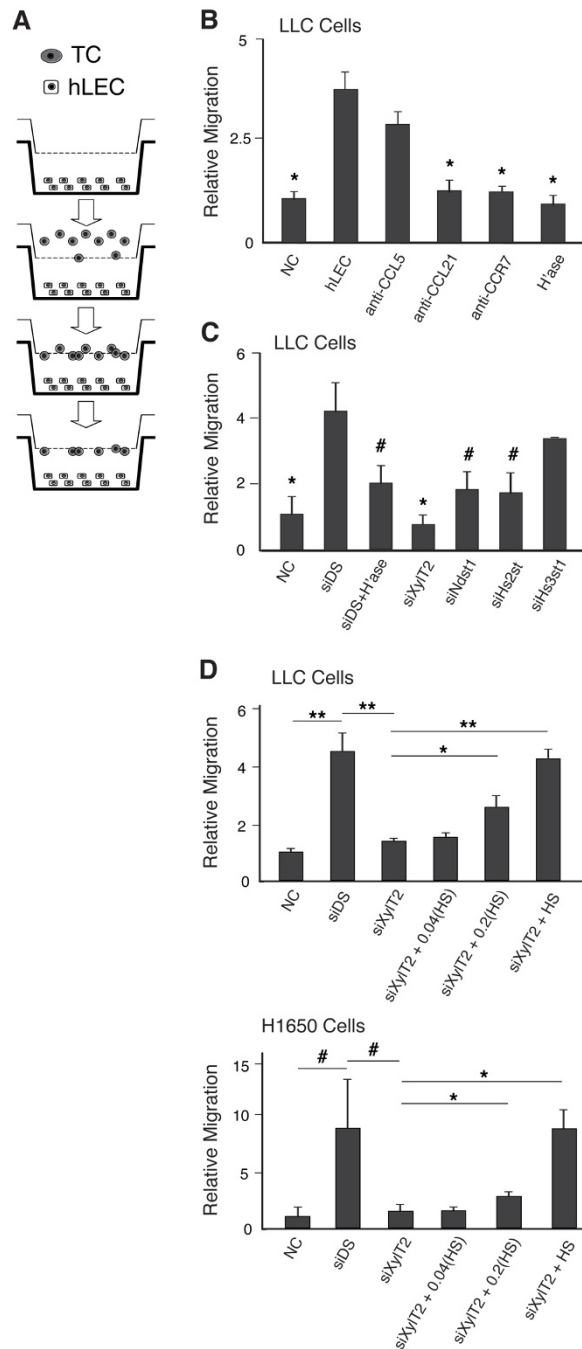 A
TC
hLEC
B
LLC Cells
Relative Migration
5
2.5
0
*
*
*
*
NC
hLEC
anti-CCL5
anti-CCL21
anti-CCR7
H'ase
C
LLC Cells
Relative Migration
6
4
2
0
*
#
*
#
#
NC
siDS
siDS+H'ase
siXylT2
siNdst1
siHs2st
siHs3st1
D
LLC Cells
Relative Migration
6
4
2
0
**
**
**
*
NC
siDS
siXylT2
siXylT2 + 0.04(HS)
siXylT2 + 0.2(HS)
siXylT2 + HS
H1650 Cells
Relative Migration
15
10
5
0
#
#
*
*
NC
siDS
siXylT2
siXylT2 + 0.04(HS)
siXylT2 + 0.2(HS)
siXylT2 + HS